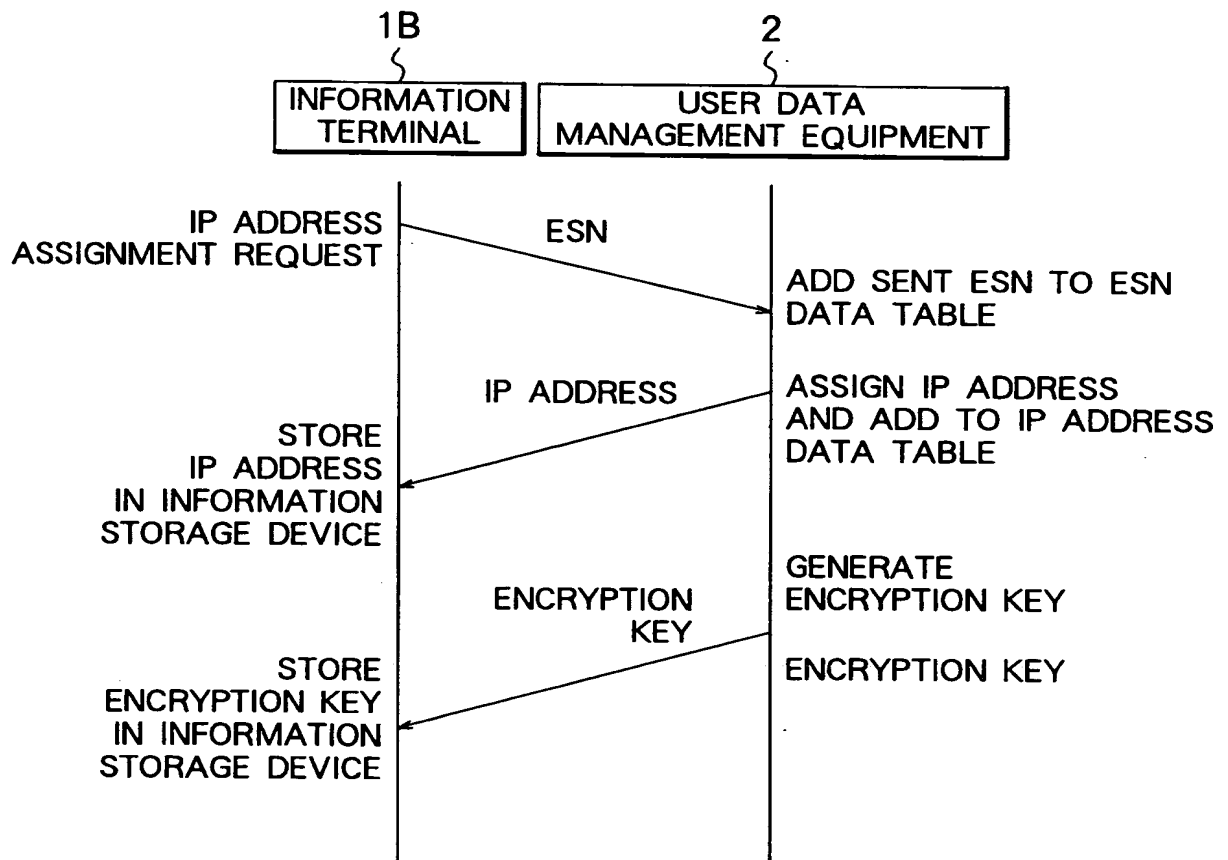 1B
2
INFORMATION
TERMINAL
USER DATA
MANAGEMENT EQUIPMENT
IP ADDRESS
ASSIGNMENT REQUEST
ESN
ADD SENT ESN TO ESN
DATA TABLE
IP ADDRESS
ASSIGN IP ADDRESS
AND ADD TO IP ADDRESS
DATA TABLE
STORE
IP ADDRESS
IN INFORMATION
STORAGE DEVICE
GENERATE
ENCRYPTION KEY
ENCRYPTION
KEY
ENCRYPTION KEY
STORE
ENCRYPTION KEY
IN INFORMATION
STORAGE DEVICE